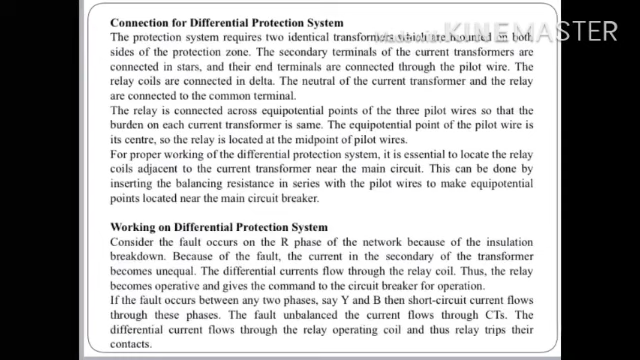 KINEMASTER
Connection for Differential Protection System
The protection system requires two identical transformers which are mounted on both
sides of the protection zone. The secondary terminals of the current transformers are
connected in stars, and their end terminals are connected through the pilot wire. The
relay coils are connected in delta. The neutral of the current transformer and the relay
are connected to the common terminal.
The relay is connected across equipotential points of the three pilot wires so that the
burden on each current transformer is same. The equipotential point of the pilot wire is
its centre, so the relay is located at the midpoint of pilot wires.
For proper working of the differential protection system, it is essential to locate the relay
coils adjacent to the current transformer near the main circuit. This can be done by
inserting the balancing resistance in series with the pilot wires to make equipotential
points located near the main circuit breaker.
Working on Differential Protection System
Consider the fault occurs on the R phase of the network because of the insulation
breakdown. Because of the fault, the current in the secondary of the transformer
becomes unequal. The differential currents flow through the relay coil. Thus, the relay
becomes operative and gives the command to the circuit breaker for operation.
If the fault occurs between any two phases, say Y and B then short-circuit current flows
through these phases. The fault unbalanced the current flows through CTs. The
differential current flows through the relay operating coil and thus relay trips their
contacts.